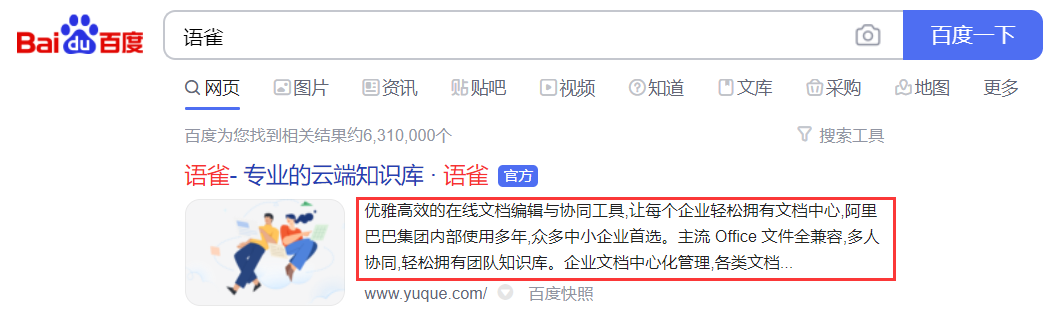 Bai du 百度
语雀
百度一下
网页 图片 资讯 贴吧 视频 知道 文库 采购 地图 更多
百度为您找到相关结果约6,310,000个 搜索工具
语雀- 专业的云端知识库 · 语雀 官方
优雅高效的在线文档编辑与协同工具,让每个企业轻松拥有文档中心,阿里
巴巴集团内部使用多年,众多中小企业首选。主流 Office 文件全兼容,多人
协同,轻松拥有团队知识库。企业文档中心化管理,各类文档...
www.yuque.com/ 百度快照